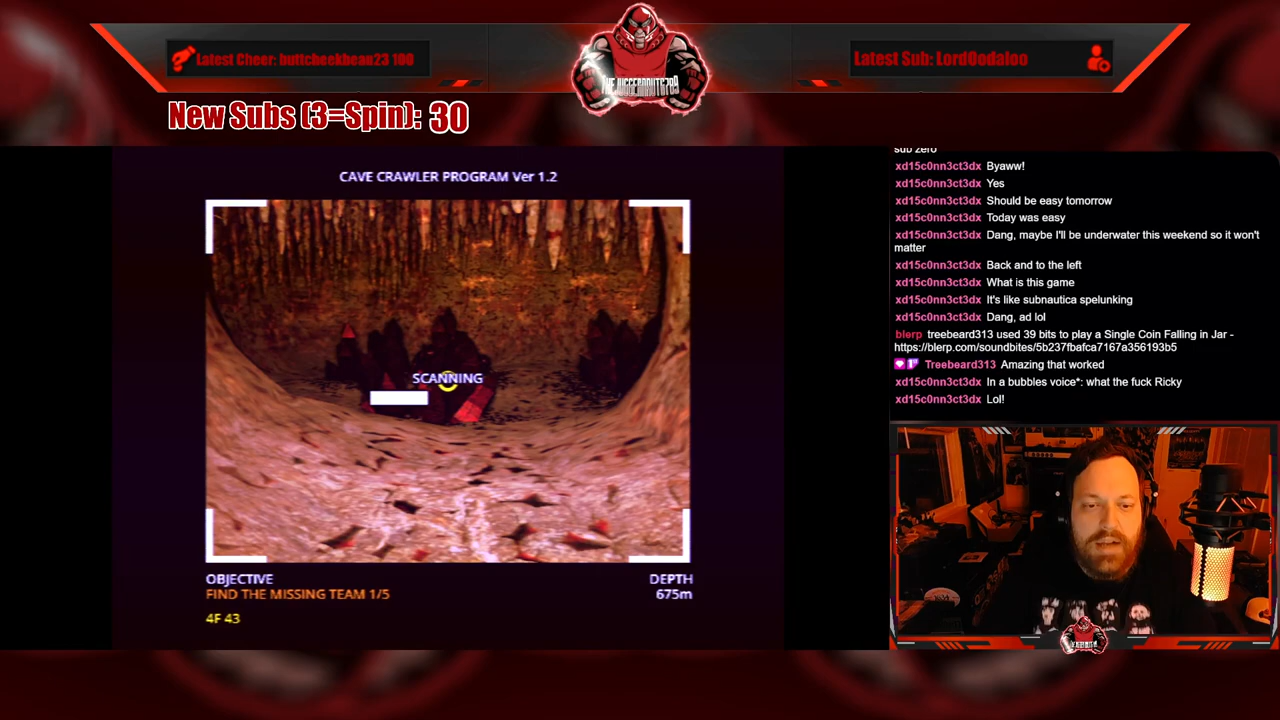 Latest Cheer: buttcheekbeau23 100
THEJUGGERNAUT6789
Latest Sub: LordOodaloo
New Subs (3=Spin): 30
CAVE CRAWLER PROGRAM Ver 1.2
SCANNING
OBJECTIVE
FIND THE MISSING TEAM 1/5
DEPTH
675m
4F 43
sub zero
xd15c0nn3ct3dx Byaww!
xd15c0nn3ct3dx Yes
xd15c0nn3ct3dx Should be easy tomorrow
xd15c0nn3ct3dx Today was easy
xd15c0nn3ct3dx Dang, maybe I'll be underwater this weekend so it won't
matter
xd15c0nn3ct3dx Back and to the left
xd15c0nn3ct3dx What is this game
xd15c0nn3ct3dx It's like subnautica spelunking
xd15c0nn3ct3dx Dang, ad lol
blerp treebeard313 used 39 bits to play a Single Coin Falling in Jar -
https://blerp.com/soundbites/5b237fbafca7167a356193b5
Treebeard313 Amazing that worked
xd15c0nn3ct3dx In a bubbles voice*: what the fuck Ricky
xd15c0nn3ct3dx Lol!